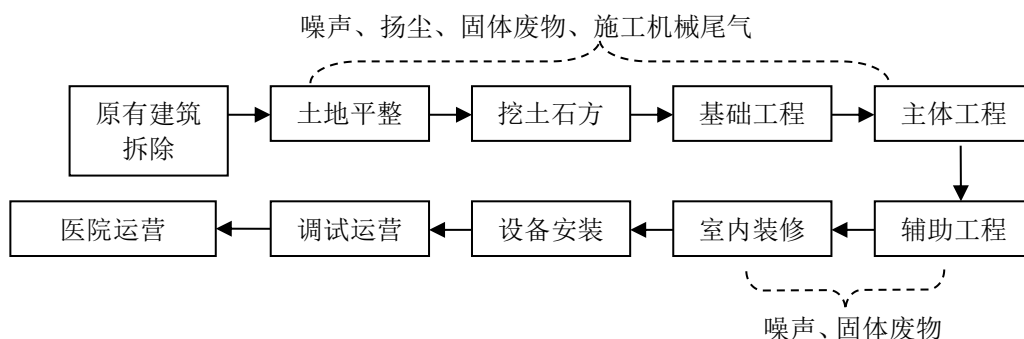 噪声、扬尘、固体废物、施工机械尾气
原有建筑
拆除
土地平整
挖土石方
基础工程
主体工程
医院运营
调试运营
设备安装
室内装修
辅助工程
噪声、固体废物